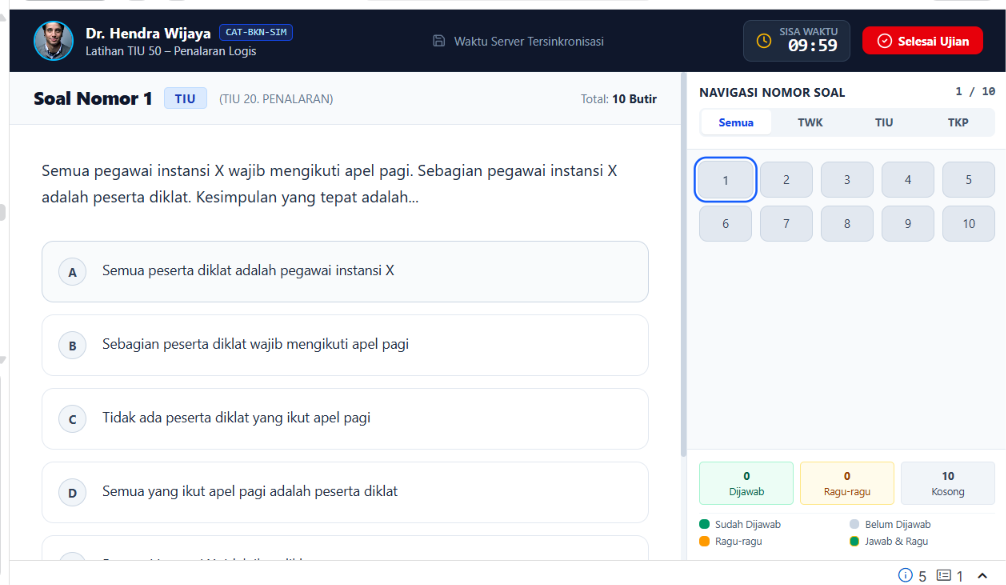 Dr. Hendra Wijaya CAT-BKN-SIM
Latihan TIU 50 – Penalaran Logis
Waktu Server Tersinkronisasi
SISA WAKTU
09:59
Selesai Ujian
Soal Nomor 1 TIU (TIU 20. PENALARAN) Total: 10 Butir
Semua pegawai instansi X wajib mengikuti apel pagi. Sebagian pegawai instansi X
adalah peserta diklat. Kesimpulan yang tepat adalah...
A Semua peserta diklat adalah pegawai instansi X
B Sebagian peserta diklat wajib mengikuti apel pagi
C Tidak ada peserta diklat yang ikut apel pagi
D Semua yang ikut apel pagi adalah peserta diklat
NAVIGASI NOMOR SOAL 1 / 10
Semua TWK TIU TKP
1 2 3 4 5
6 7 8 9 10
0 0 10
Dijawab Ragu-ragu Kosong
Sudah Dijawab Belum Dijawab
Ragu-ragu Jawab & Ragu
5 1